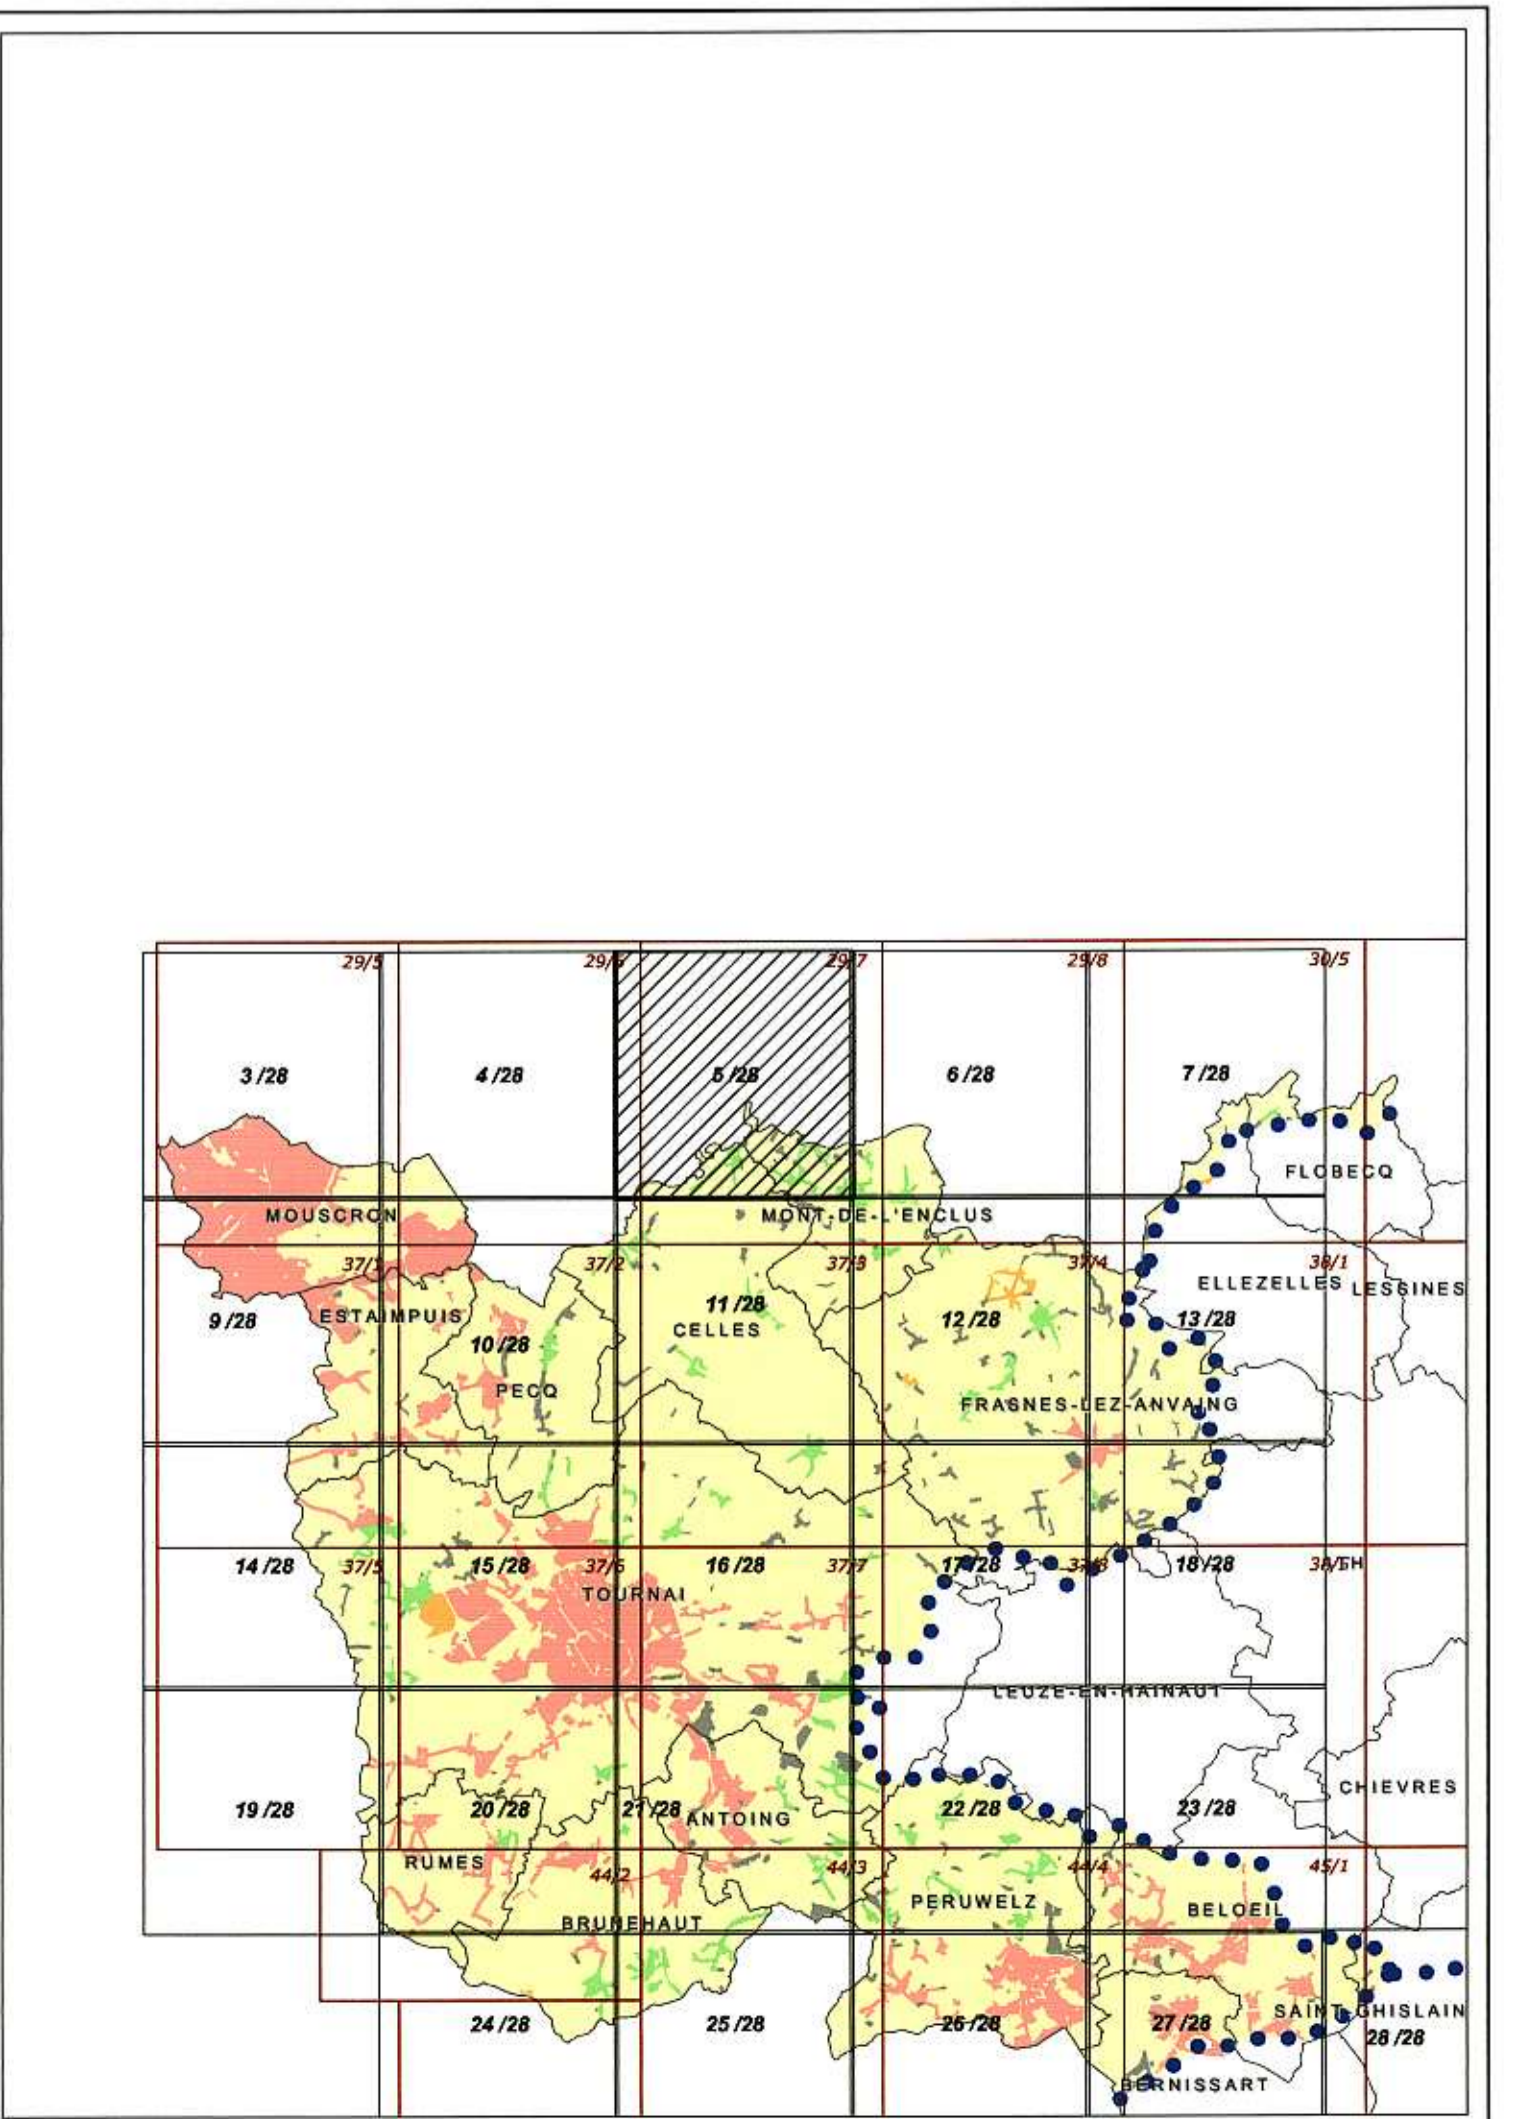 29/5 29/6 29/7 29/8 30/5
3 /28 4 /28 5 /28 6 /28 7 /28
FLOBECQ
MOUSCRON MONT-DE-L'ENCLUS
37/1 37/2 37/3 37/4 38/1
ELLEZELLES LESSINES
9 /28 ESTAIMPUIS 11 /28 12 /28 13 /28
10 /28 CELLES
PECQ FRASNES-LEZ-ANVAING
14 /28 37/5 15 /28 37/6 16 /28 37/7 17 /28 18 /28
TOURNAI
LEUZE-EN-HAINAUT
CHIEVRES
19 /28 20 /28 21 /28 ANTOING 22 /28 23 /28
RUMES 44/2 44/3 44/4 45/1
BRUNEHAUT PERUWELZ BELOEIL
SAINT-GHISLAIN
24 /28 25 /28 26 /28 27 /28 28 /28
BERNISSART